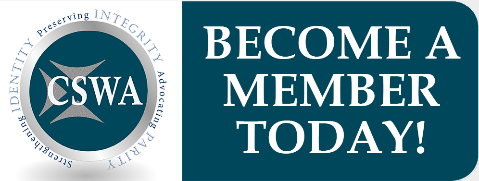 Preserving INTEGRITY
Advocating PARITY
Strengthening IDENTITY
CSWA
BECOME A
MEMBER
TODAY!